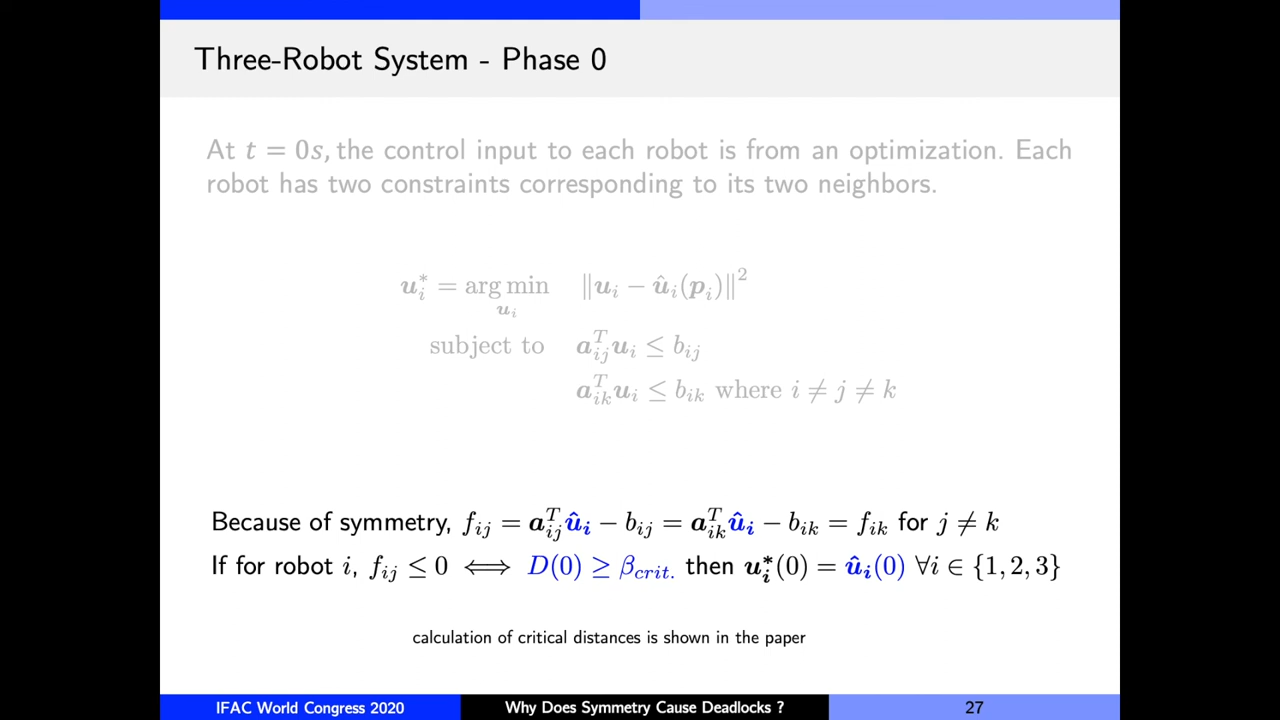 Three-Robot System - Phase 0
At t = 0s, the control input to each robot is from an optimization. Each
robot has two constraints corresponding to its two neighbors.
u_i^* = arg min_{u_i} ‖u_i − û_i(p_i)‖^2
subject to a_{ij}^T u_i ≤ b_{ij}
a_{ik}^T u_i ≤ b_{ik} where i ≠ j ≠ k
Because of symmetry, f_{ij} = a_{ij}^T û_i − b_{ij} = a_{ik}^T û_i − b_{ik} = f_{ik} for j ≠ k
If for robot i, f_{ij} ≤ 0 ⟺ D(0) ≥ β_{crit.} then u_i^*(0) = û_i(0) ∀i ∈ {1, 2, 3}
calculation of critical distances is shown in the paper
IFAC World Congress 2020 Why Does Symmetry Cause Deadlocks ? 27